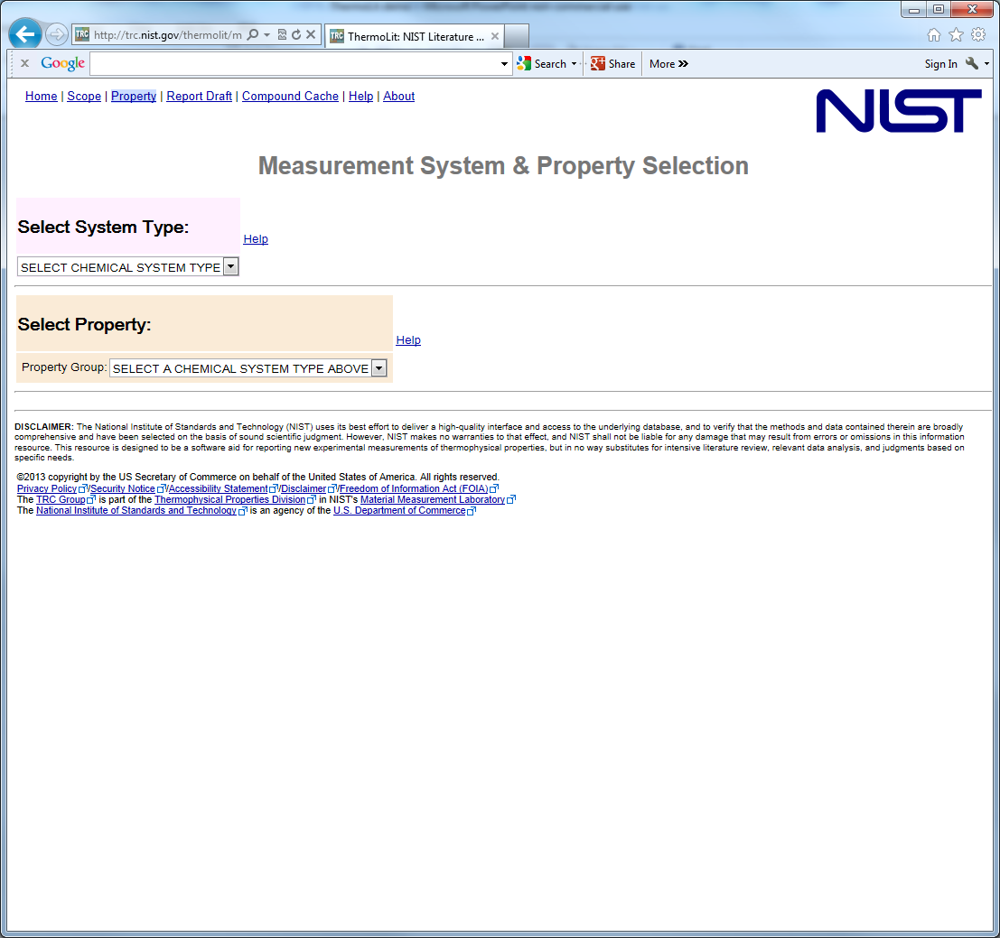 TRC http://trc.nist.gov/thermolit/m TRC ThermoLit: NIST Literature ...
x Google Search Share More Sign In
Home | Scope | Property | Report Draft | Compound Cache | Help | About
NIST
Measurement System & Property Selection
Select System Type:
Help
SELECT CHEMICAL SYSTEM TYPE
Select Property:
Help
Property Group: SELECT A CHEMICAL SYSTEM TYPE ABOVE
DISCLAIMER: The National Institute of Standards and Technology (NIST) uses its best effort to deliver a high-quality interface and access to the underlying database, and to verify that the methods and data contained therein are broadly
comprehensive and have been selected on the basis of sound scientific judgment. However, NIST makes no warranties to that effect, and NIST shall not be liable for any damage that may result from errors or omissions in this information
resource. This resource is designed to be a software aid for reporting new experimental measurements of thermophysical properties, but in no way substitutes for intensive literature review, relevant data analysis, and judgments based on
specific needs.
©2013 copyright by the US Secretary of Commerce on behalf of the United States of America. All rights reserved.
Privacy Policy/Security Notice/Accessibility Statement/Disclaimer/Freedom of Information Act (FOIA)
The TRC Group is part of the Thermophysical Properties Division in NIST's Material Measurement Laboratory
The National Institute of Standards and Technology is an agency of the U.S. Department of Commerce